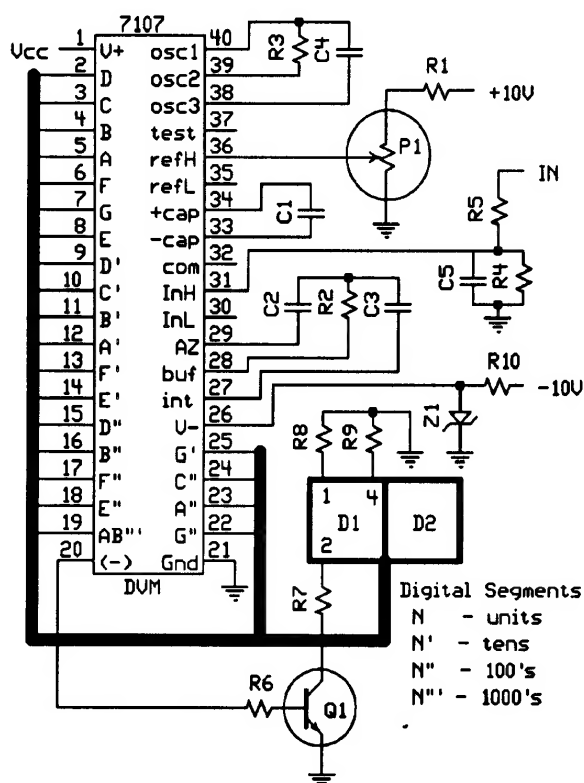 7107
Vcc 1 V+ osc1 40
2 D osc2 39
3 C osc3 38
4 B test 37
5 A refH 36
6 F refL 35
7 G +cap 34
8 E -cap 33
9 D' com 32
10 C' InH 31
11 B' InL 30
12 A' AZ 29
13 F' buf 28
14 E' int 27
15 D" V- 26
16 B" G' 25
17 F" C" 24
18 E" A" 23
19 AB"' G" 22
20 (-) Gnd 21
DVM
R3
C4
R1
+10V
P1
C1
IN
R5
C5
R4
C2
R2
C3
R10
-10V
Z1
R8
R9
1 4
D1 D2
2
R7
Digital Segments
N - units
N' - tens
N" - 100's
N"' - 1000's
R6
Q1